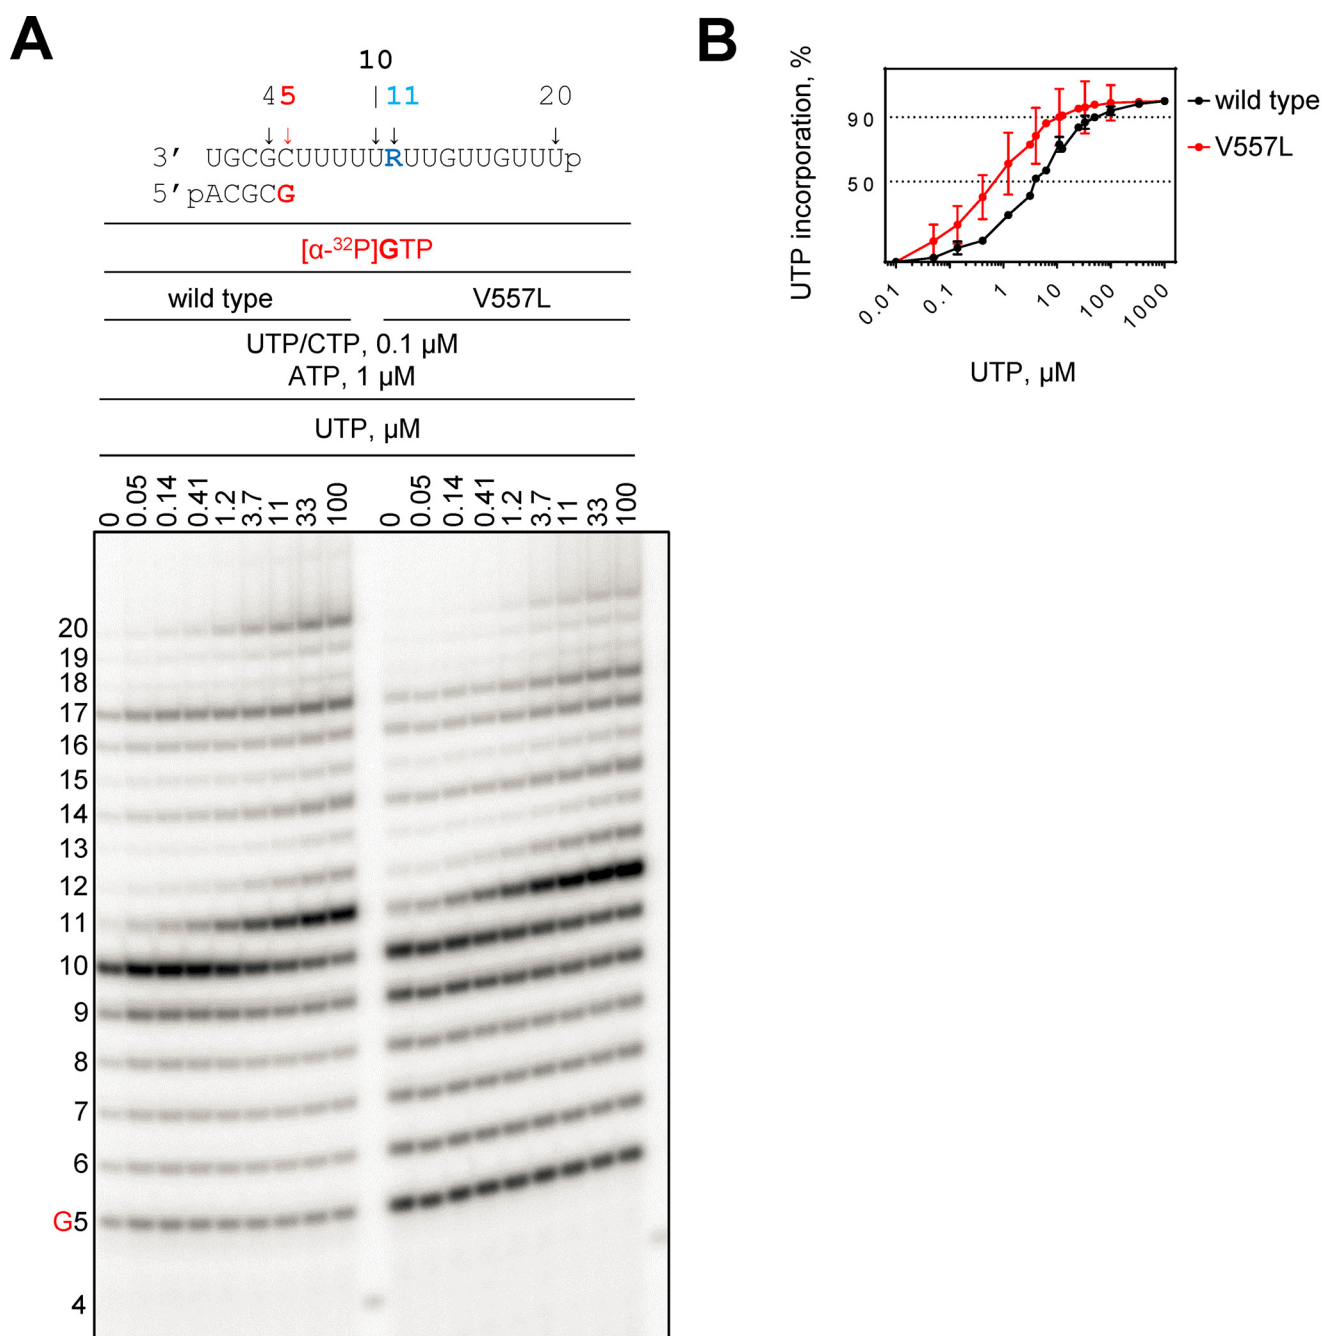 A
10
4 5 | 11 20
↓ ↓ ↓ ↓ ↓
3′ UGCGCUUUUURUUGUUGUUUp
5′pACGCG
[α-³²P]GTP
wild type V557L
UTP/CTP, 0.1 µM
ATP, 1 µM
UTP, µM
0 0.05 0.14 0.41 1.2 3.7 11 33 100 0 0.05 0.14 0.41 1.2 3.7 11 33 100
20
19
18
17
16
15
14
13
12
11
10
9
8
7
6
G5
4
B
UTP incorporation, %
90
50
0.01 0.1 1 10 100 1000
UTP, µM
wild type
V557L